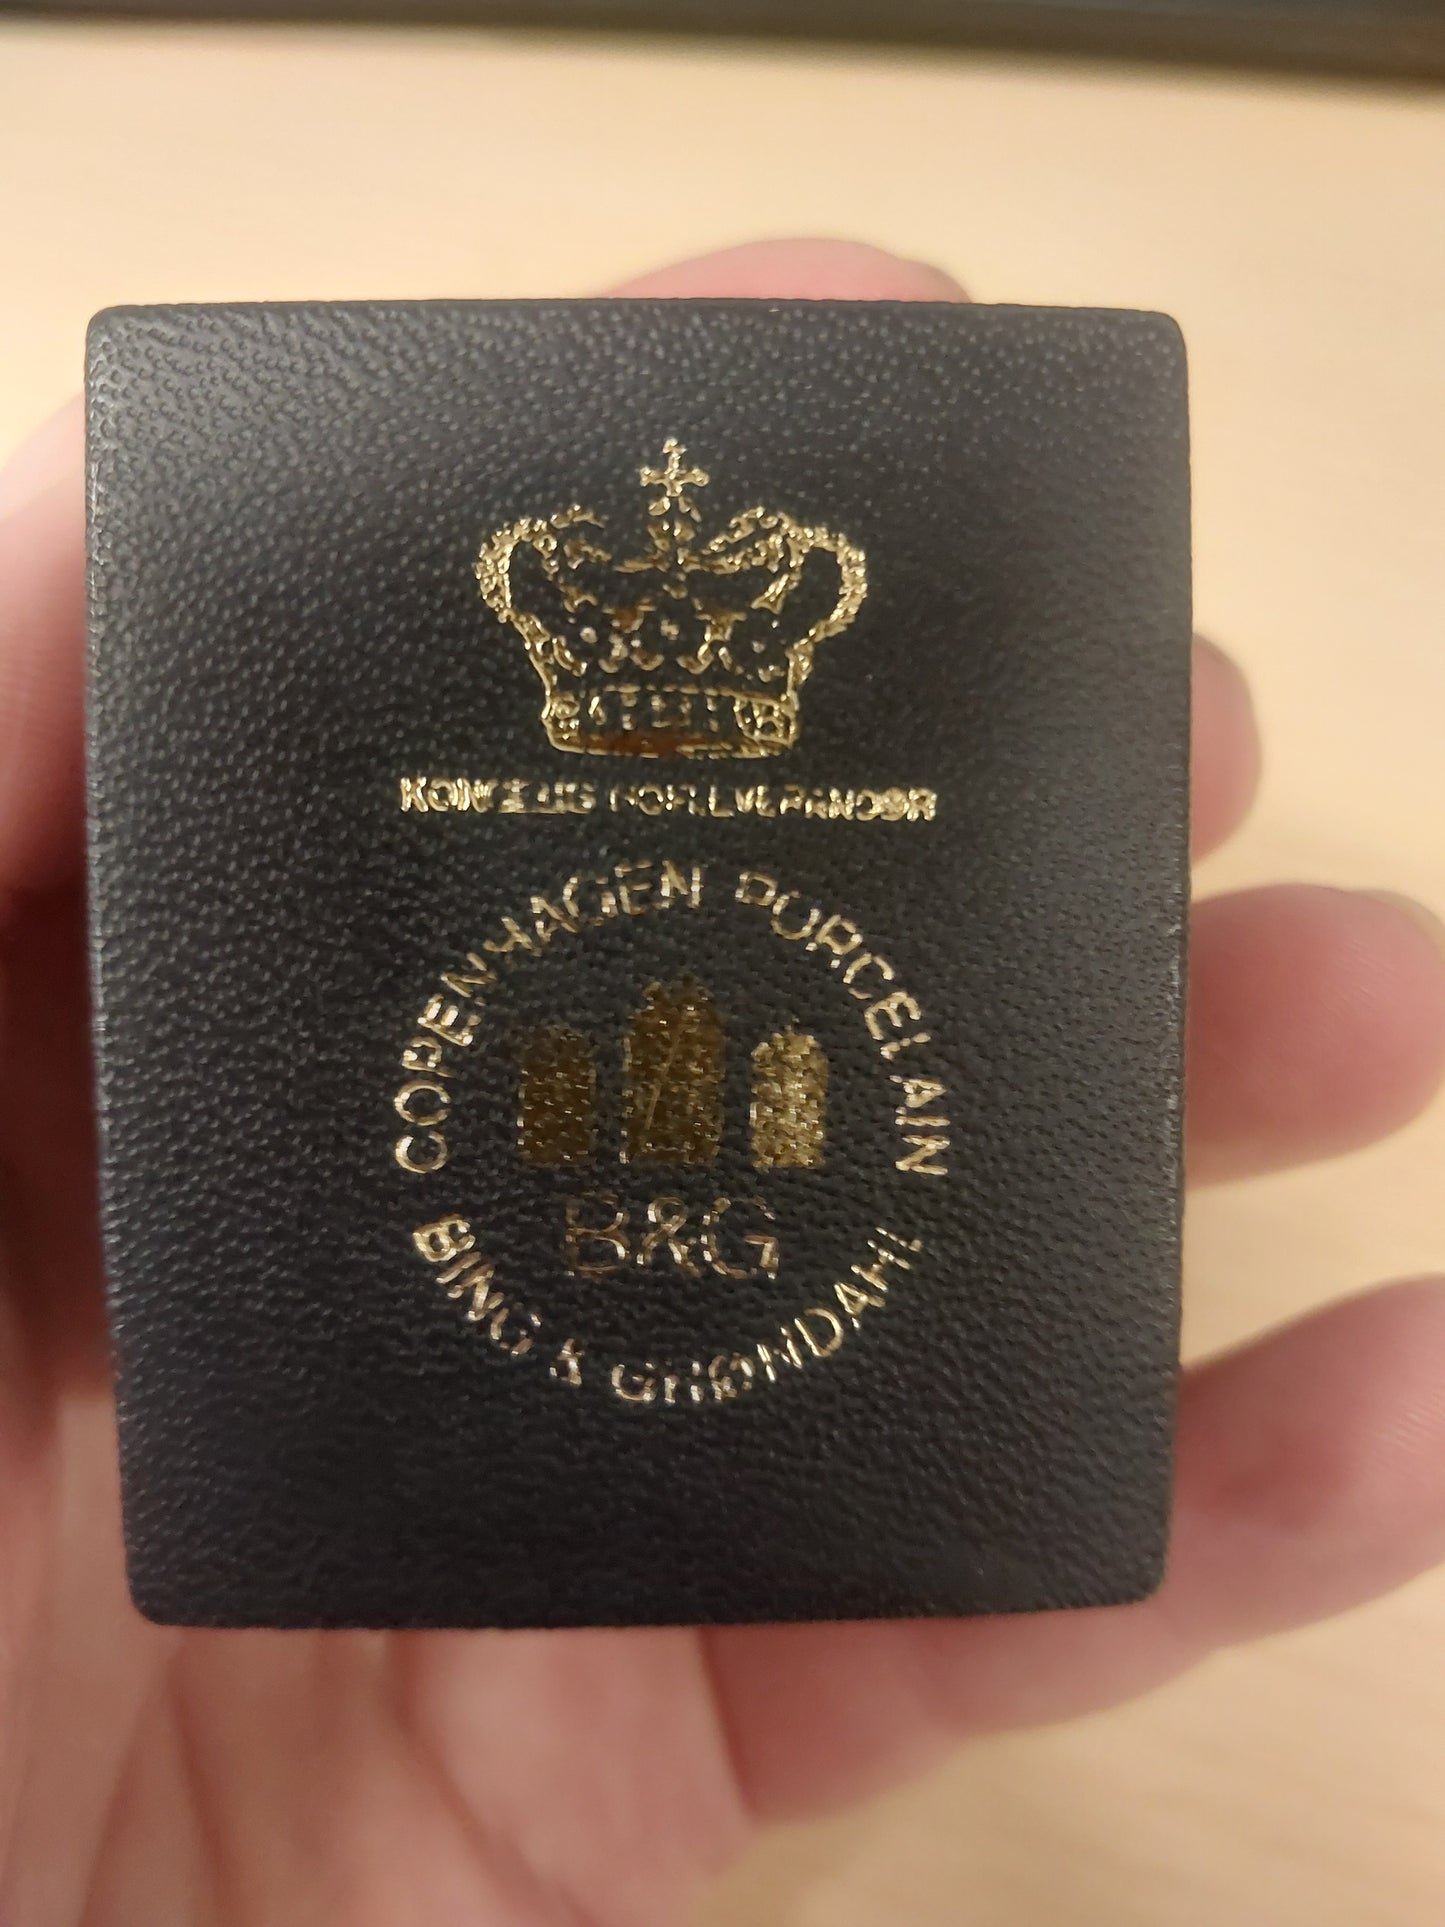 KONGELIG HOFLEVERANDØR
COPENHAGEN PORCELAIN
B&G
BING & GRØNDAHL